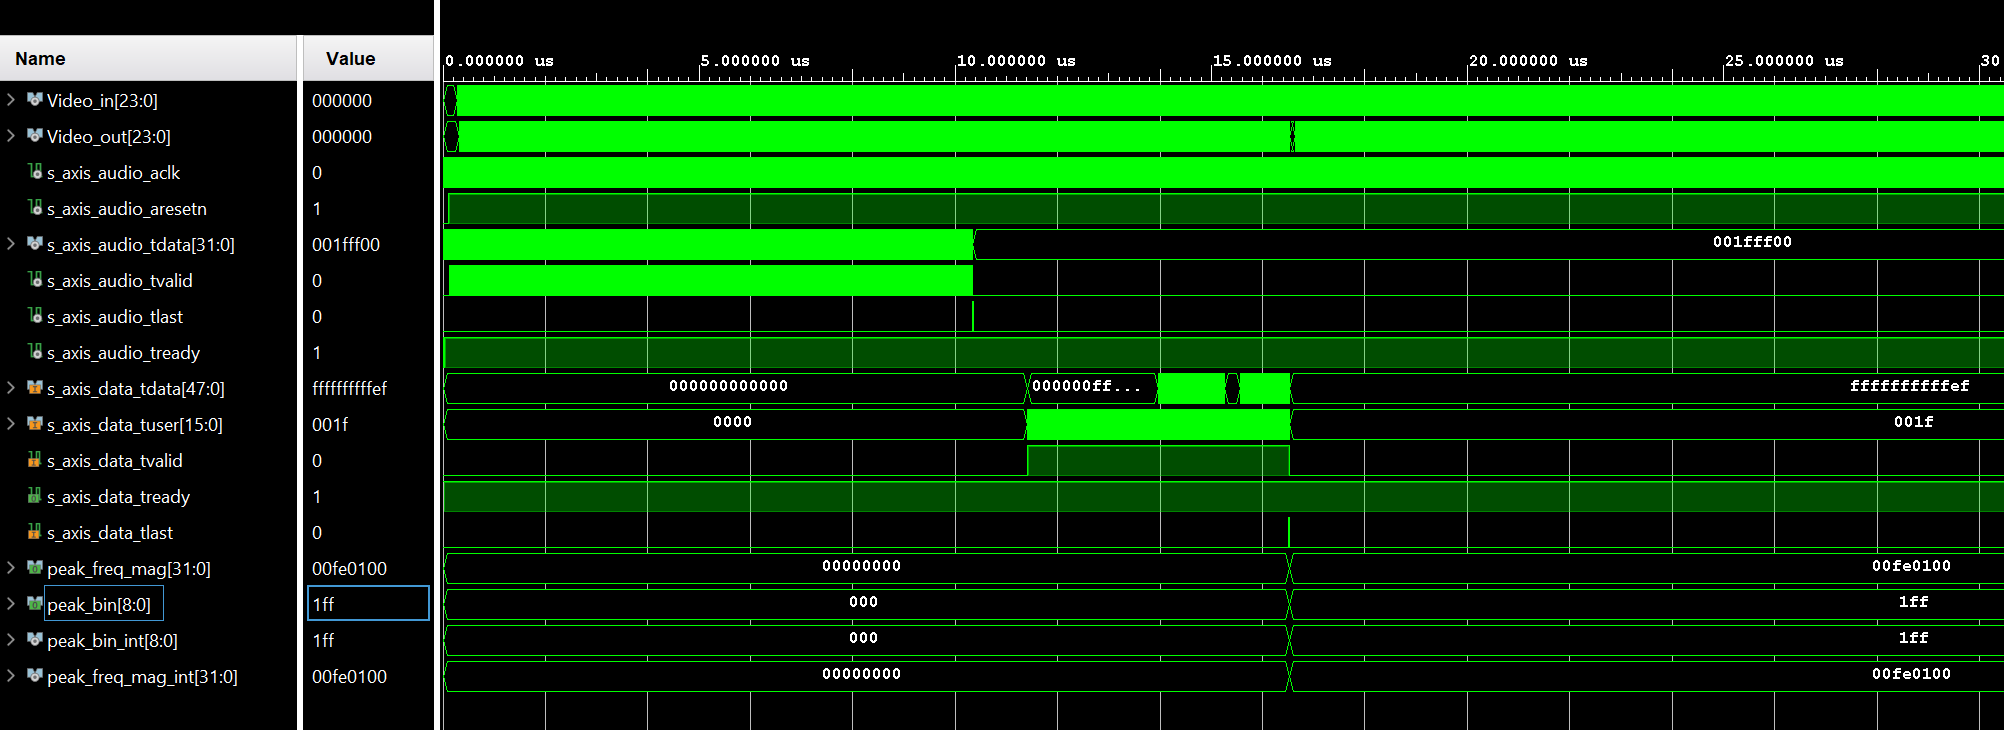 Name Value 0.000000 us 5.000000 us 10.000000 us 15.000000 us 20.000000 us 25.000000 us 30
Video_in[23:0] 000000
Video_out[23:0] 000000
s_axis_audio_aclk 0
s_axis_audio_aresetn 1
s_axis_audio_tdata[31:0] 001fff00 001fff00
s_axis_audio_tvalid 0
s_axis_audio_tlast 0
s_axis_audio_tready 1
s_axis_data_tdata[47:0] ffffffffffef 000000000000 000000ff... ffffffffffef
s_axis_data_tuser[15:0] 001f 0000 001f
s_axis_data_tvalid 0
s_axis_data_tready 1
s_axis_data_tlast 0
peak_freq_mag[31:0] 00fe0100 00000000 00fe0100
peak_bin[8:0] 1ff 000 1ff
peak_bin_int[8:0] 1ff 000 1ff
peak_freq_mag_int[31:0] 00fe0100 00000000 00fe0100